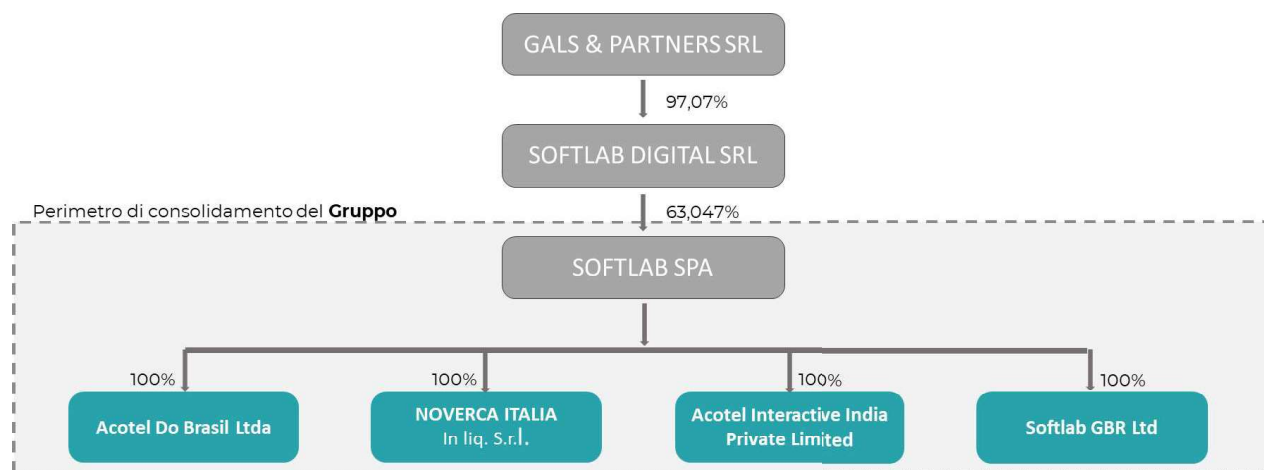 GALS & PARTNERS SRL
97,07%
SOFTLAB DIGITAL SRL
Perimetro di consolidamento del Gruppo
63,047%
SOFTLAB SPA
100%
100%
100%
100%
Acotel Do Brasil Ltda
NOVERCA ITALIA
In liq. S.r.l.
Acotel Interactive India
Private Limited
Softlab GBR Ltd